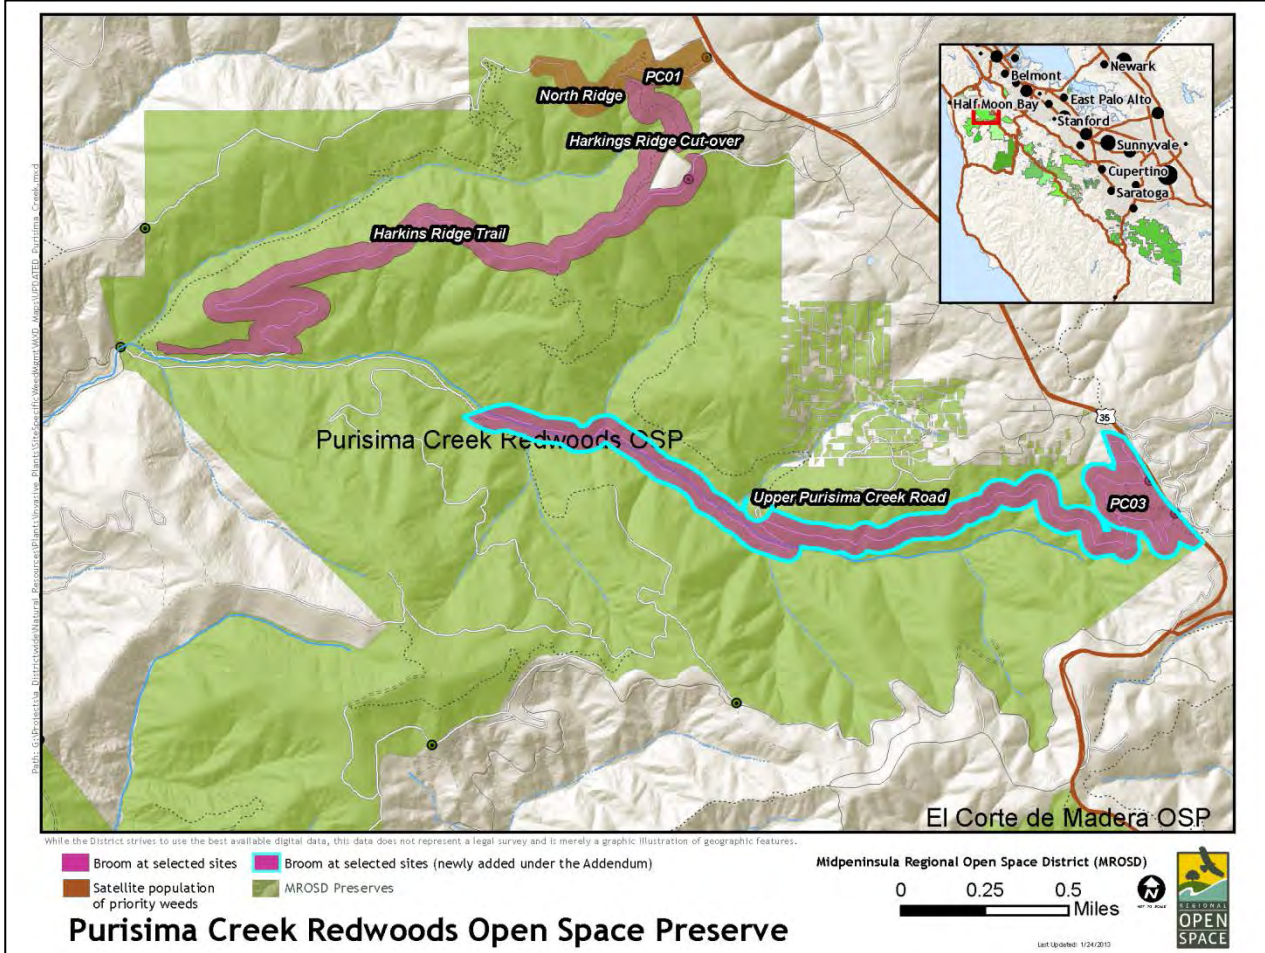 PC01
North Ridge
Harkings Ridge Cut-over
Harkins Ridge Trail
Purisima Creek Redwoods OSP
Upper Purisima Creek Road
35
PC03
El Corte de Madera OSP
Belmont
Newark
Half Moon Bay
East Palo Alto
Stanford
Sunnyvale
Cupertino
Saratoga
While the District strives to use the best available digital data, this data does not represent a legal survey and is merely a graphic illustration of geographic features.
Broom at selected sites
Broom at selected sites (newly added under the Addendum)
Satellite population
of priority weeds
MROSD Preserves
Purisima Creek Redwoods Open Space Preserve
Midpeninsula Regional Open Space District (MROSD)
0 0.25 0.5
Miles
N
Last Updated: 1/24/2013
REGIONAL
OPEN
SPACE